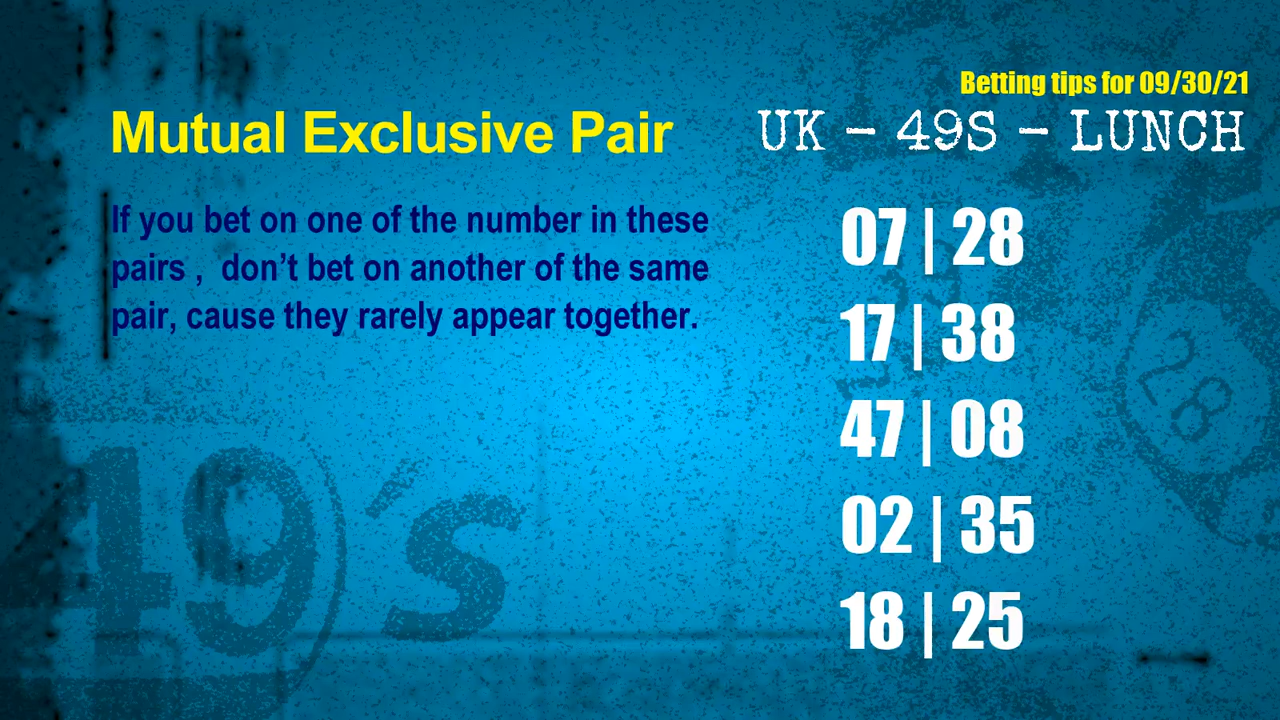 Betting tips for 09/30/21
Mutual Exclusive Pair
UK - 49S - LUNCH
If you bet on one of the number in these
pairs ,  don't bet on another of the same
pair, cause they rarely appear together.
07 | 28
17 | 38
47 | 08
02 | 35
18 | 25
49's
28